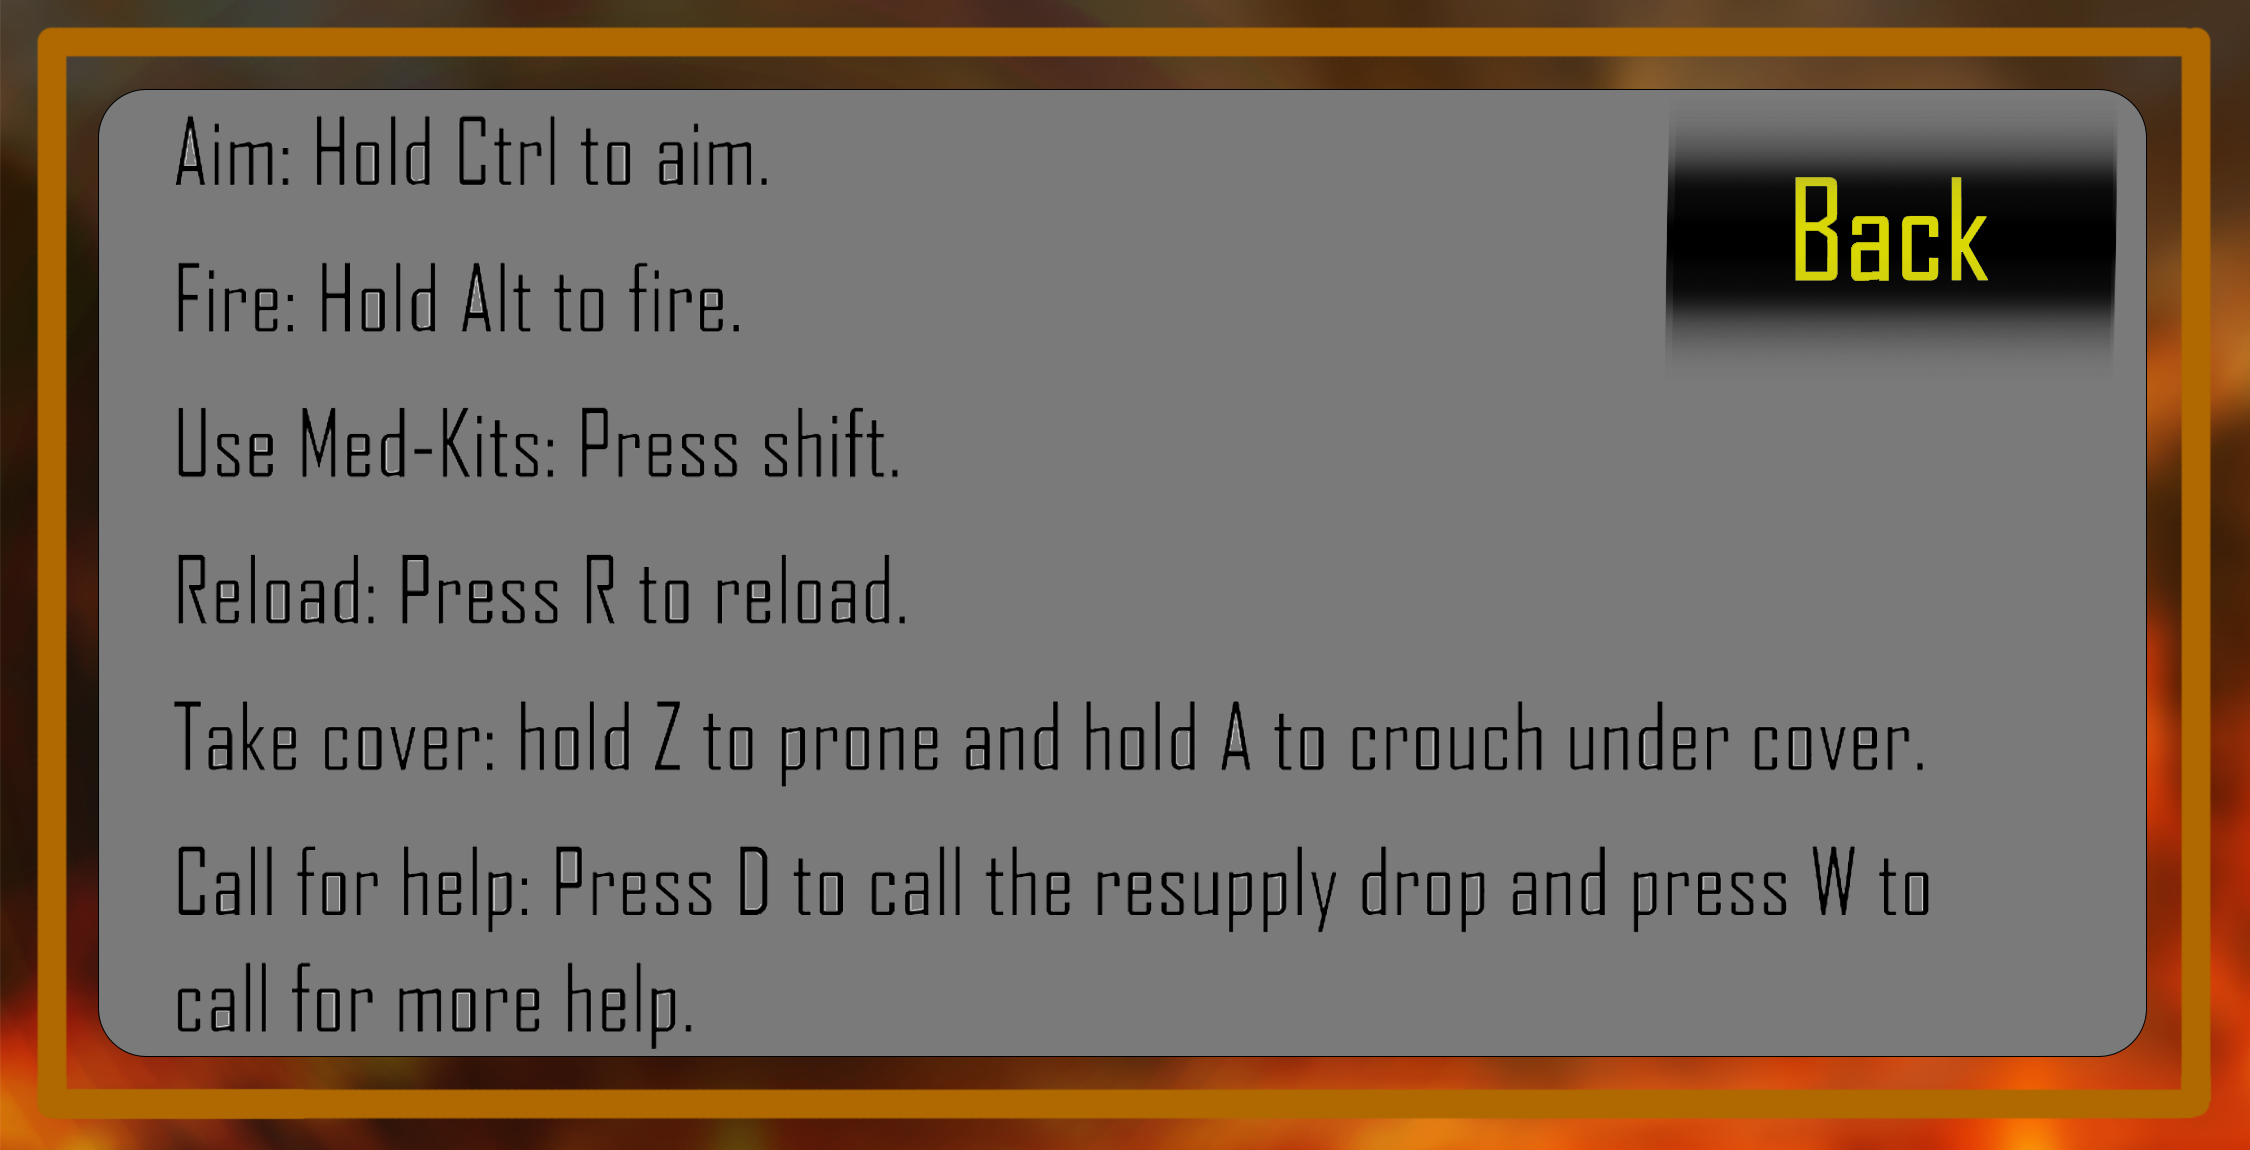 Aim: Hold Ctrl to aim.
Back
Fire: Hold Alt to fire.
Use Med-Kits: Press shift.
Reload: Press R to reload.
Take cover: hold Z to prone and hold A to crouch under cover.
Call for help: Press D to call the resupply drop and press W to
call for more help.